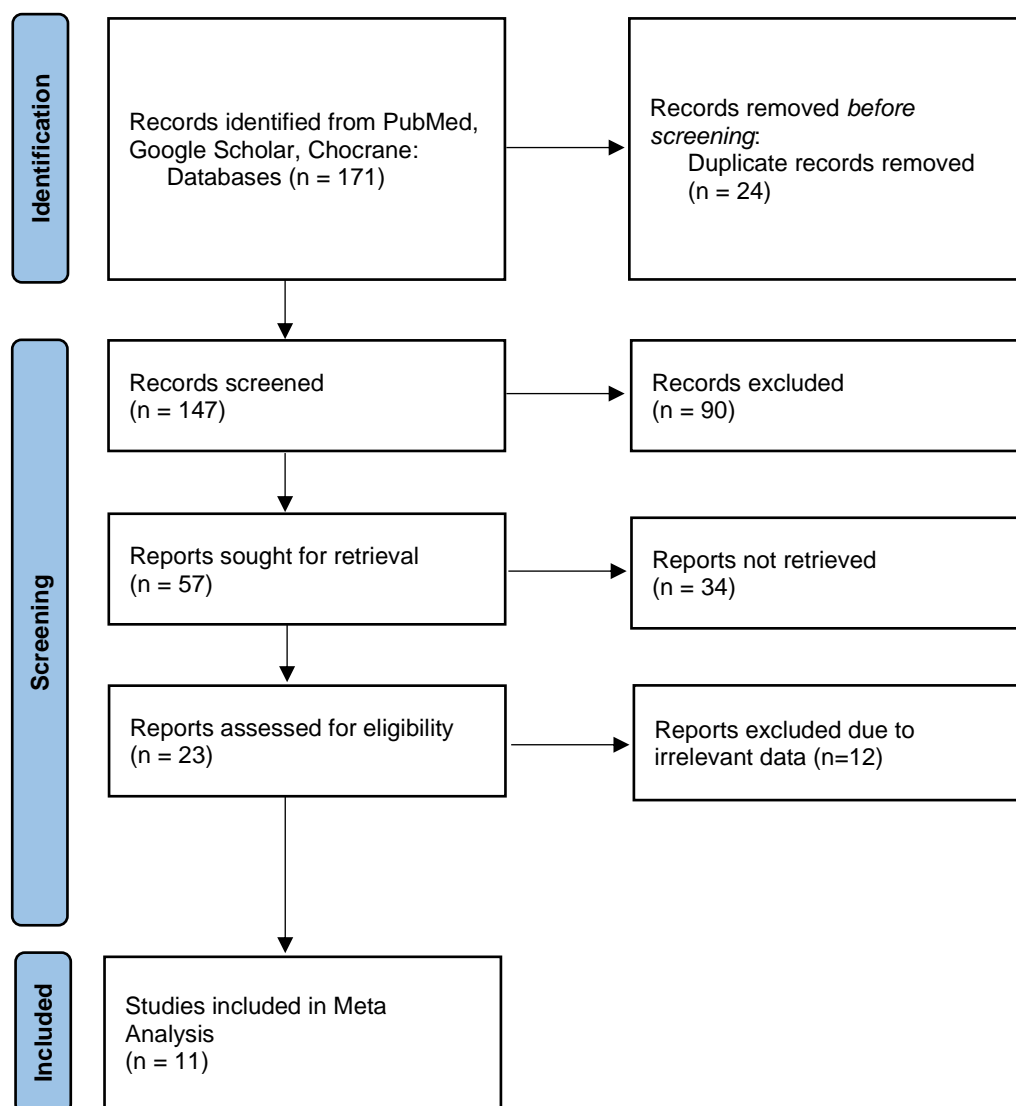 Identification
Records identified from PubMed,
Google Scholar, Chocrane:
Databases (n = 171)
Records removed before
screening:
Duplicate records removed
(n = 24)
Screening
Records screened
(n = 147)
Records excluded
(n = 90)
Reports sought for retrieval
(n = 57)
Reports not retrieved
(n = 34)
Reports assessed for eligibility
(n = 23)
Reports excluded due to
irrelevant data (n=12)
Included
Studies included in Meta
Analysis
(n = 11)